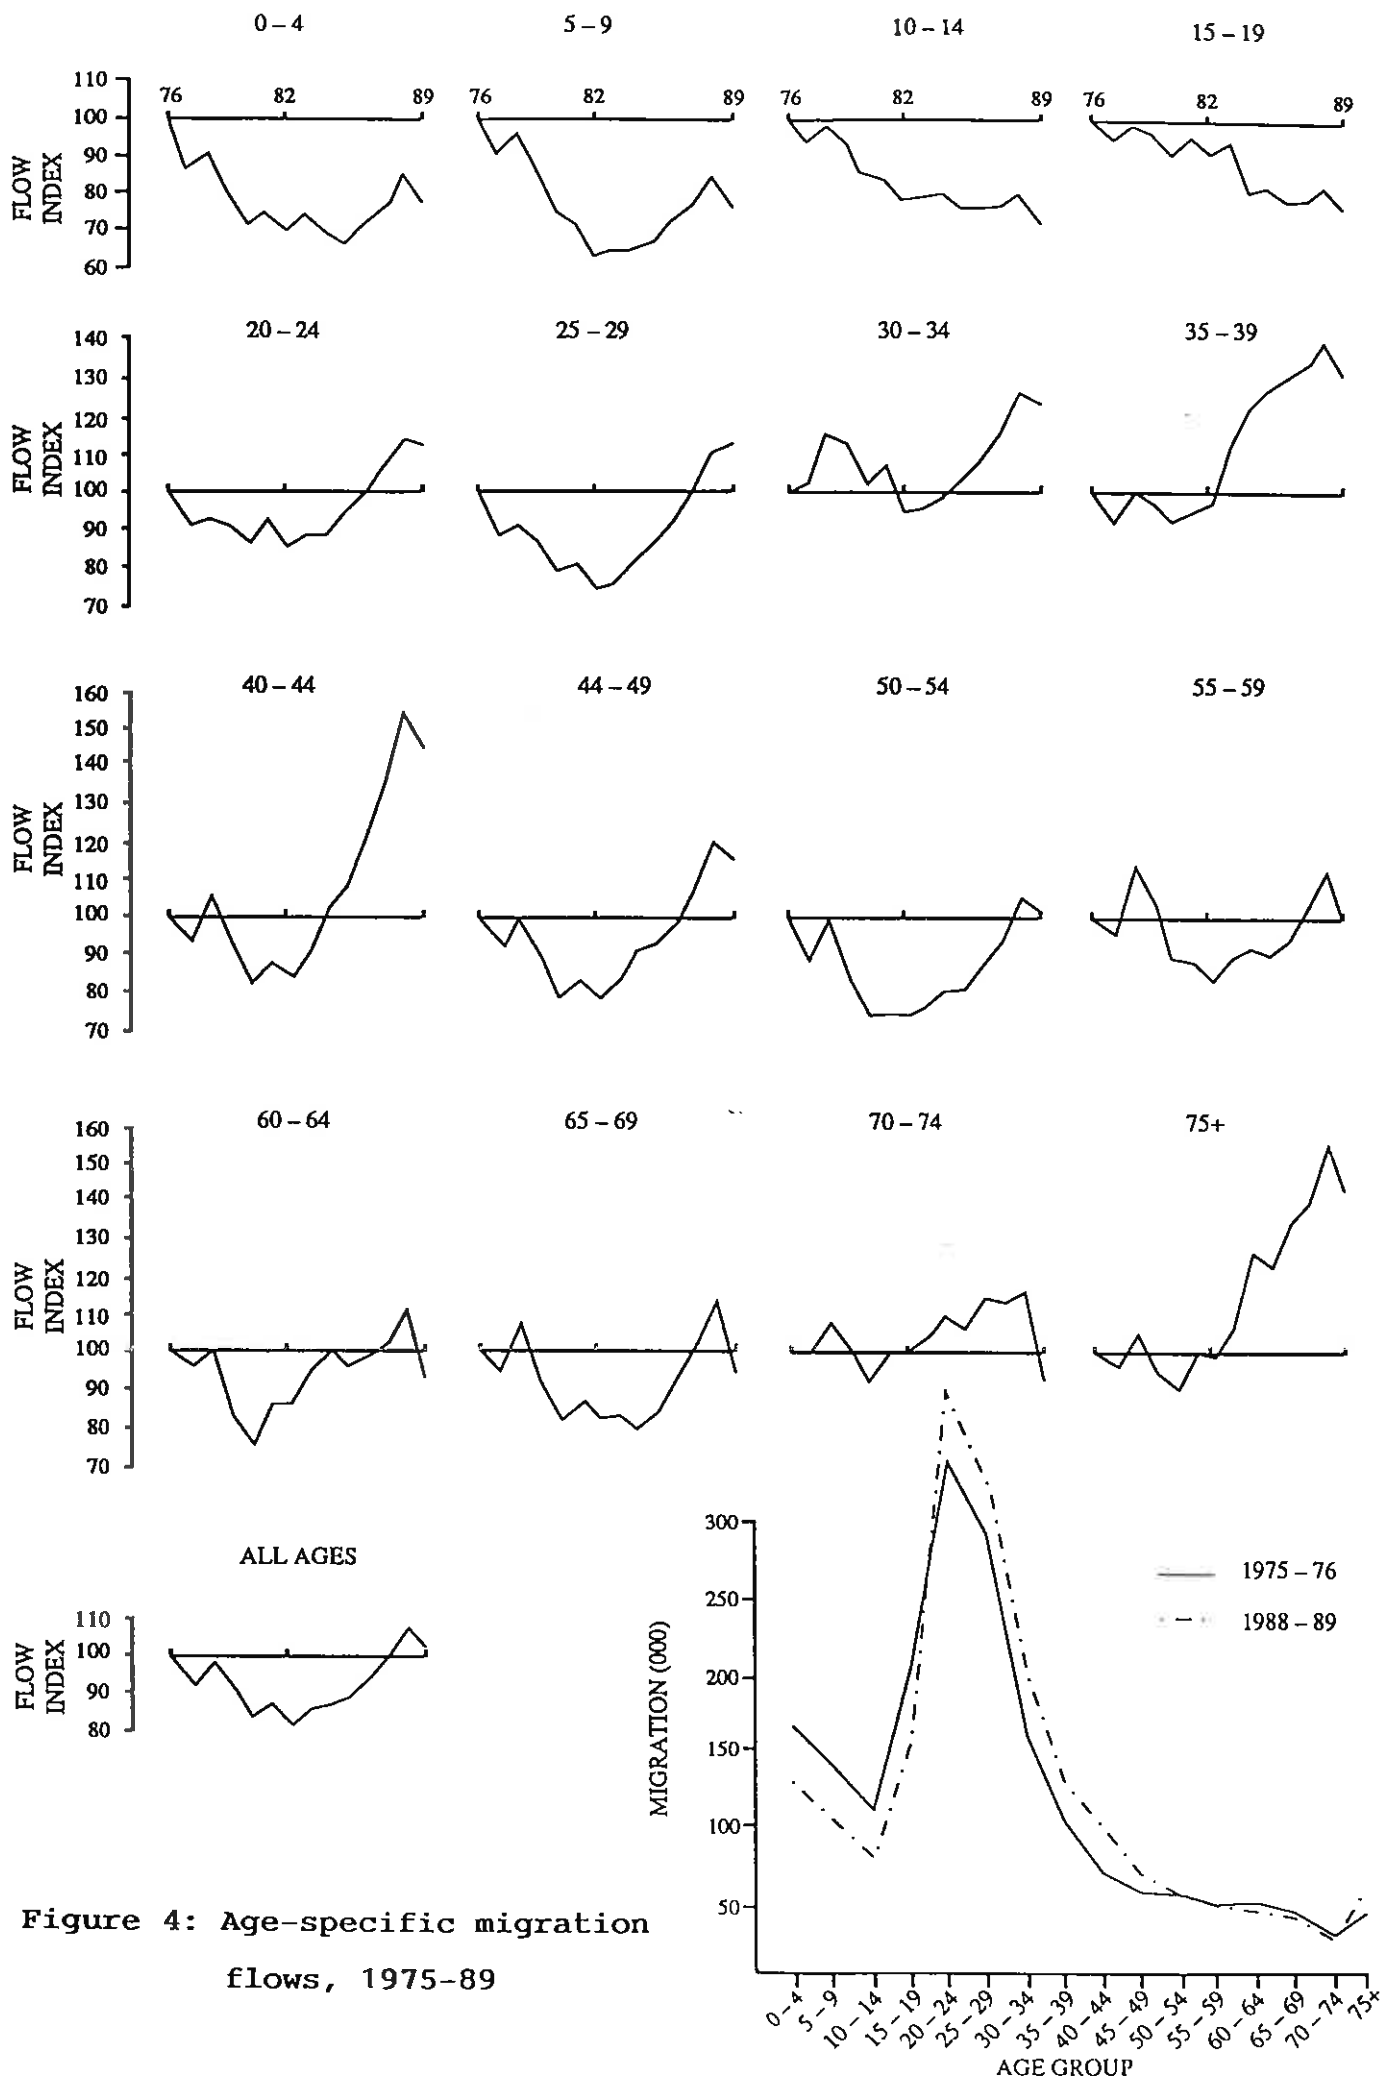 0 – 4 5 – 9 10 – 14 15 – 19
110
100
90
80
70
60
FLOW
INDEX
76 82 89
76 82 89
76 82 89
76 82 89
20 – 24 25 – 29 30 – 34 35 – 39
140
130
120
110
100
90
80
70
FLOW
INDEX
40 – 44 44 – 49 50 – 54 55 – 59
160
150
140
130
120
110
100
90
80
70
FLOW
INDEX
60 – 64 65 – 69 70 – 74 75+
160
150
140
130
120
110
100
90
80
70
FLOW
INDEX
ALL AGES
110
100
90
80
FLOW
INDEX
300
250
200
150
100
50
MIGRATION (000)
1975 – 76
1988 – 89
0 – 4
5 – 9
10 – 14
15 – 19
20 – 24
25 – 29
30 – 34
35 – 39
40 – 44
45 – 49
50 – 54
55 – 59
60 – 64
65 – 69
70 – 74
75+
AGE GROUP
Figure 4: Age-specific migration
flows, 1975-89